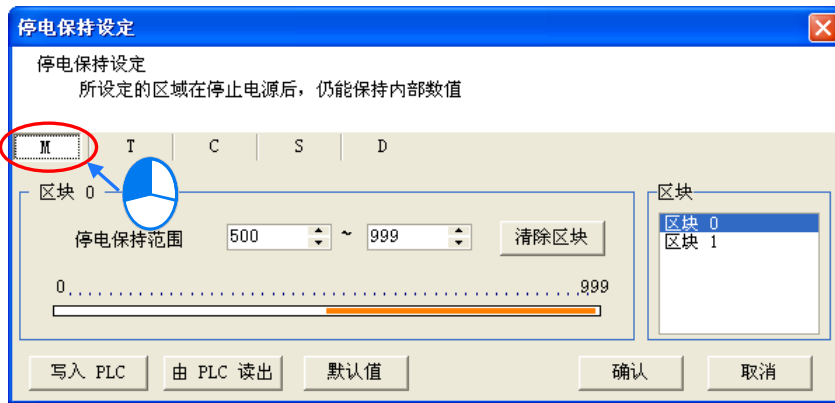 停电保持设定
停电保持设定
所设定的区域在停止电源后，仍能保持内部数值
M T C S D
区块 0
停电保持范围 500 ~ 999 清除区块
0 999
区块
区块 0
区块 1
写入 PLC 由 PLC 读出 默认值 确认 取消